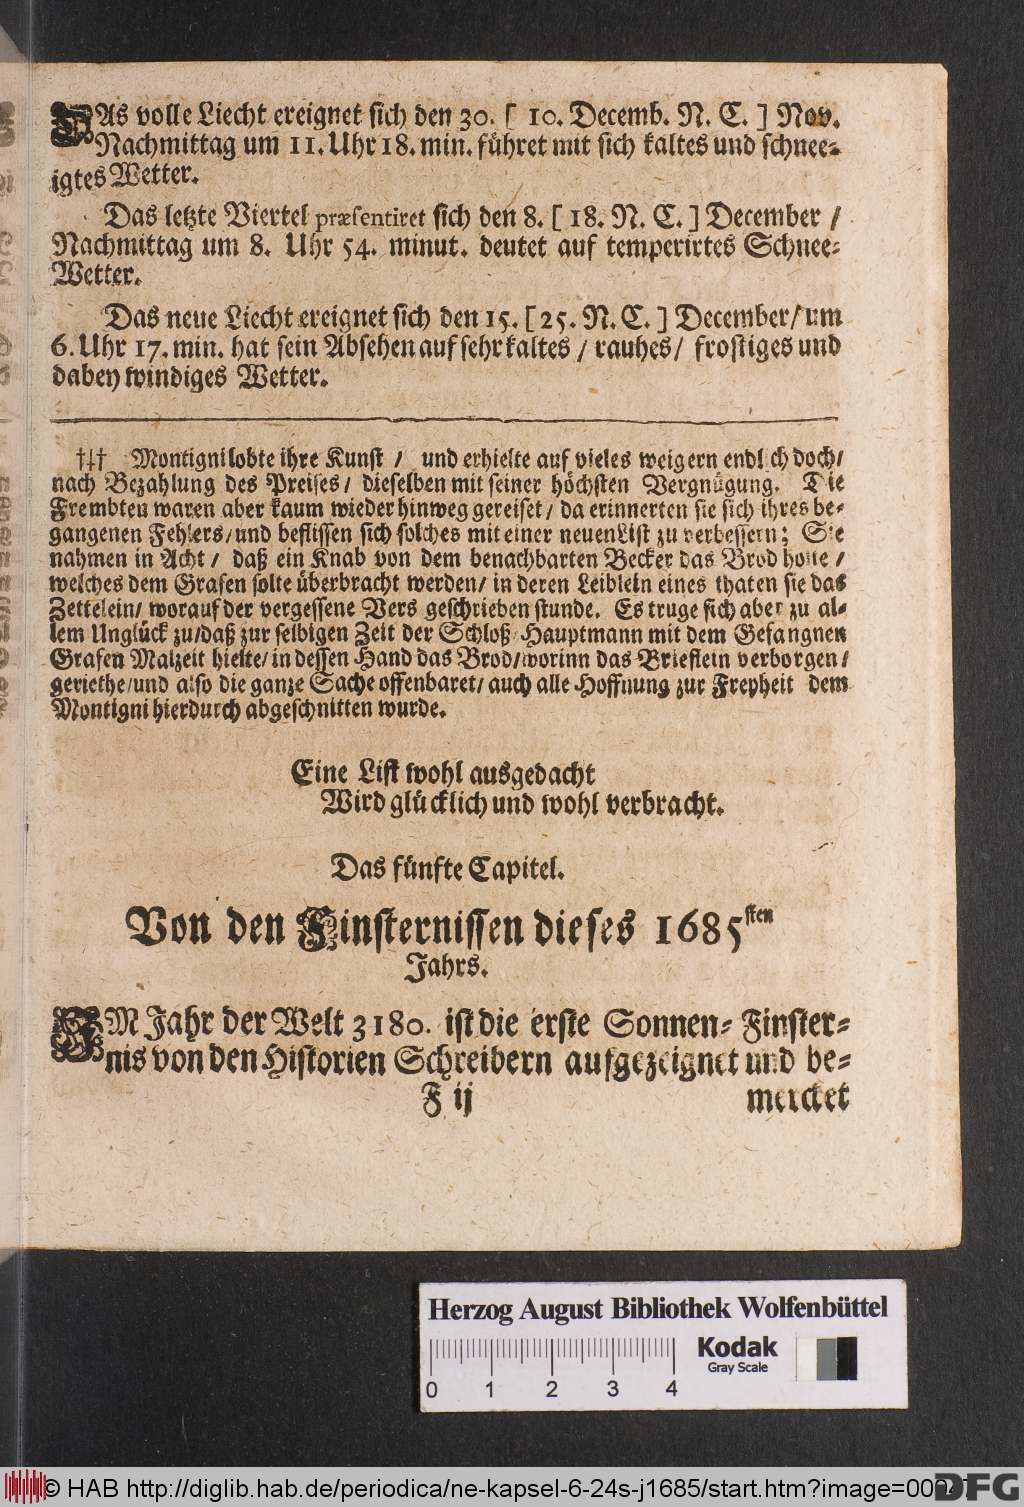 DAs volle Liecht ereignet sich den 30. [ 10. Decemb. N. C. ] Nov.
Nachmittag um 11. Uhr 18. min. führet mit sich kaltes und schnee-
igtes Wetter.
Das letzte Viertel præsentiret sich den 8. [ 18. N. C. ] December /
Nachmittag um 8. Uhr 54. minut. deutet auf temperirtes Schnee-
Wetter.
Das neue Liecht ereignet sich den 15. [ 25. N. C. ] December / um
6. Uhr 17. min. hat sein Absehen auf sehr kaltes / rauhes / frostiges und
dabey windiges Wetter.
††† Montigni lobte ihre Kunst / und erhielte auf vieles weigern endlich doch /
nach Bezahlung des Preises / dieselben mit seiner höchsten Vergnügung. Die
Frembten waren aber kaum wieder hinweg gereiset / da erinnerten sie sich ihres be-
gangenen Fehlers / und beflissen sich solches mit einer neuen List zu verbessern; Sie
nahmen in Acht / daß ein Knab von dem benachbarten Becker das Brod holte /
welches dem Grafen solte überbracht werden / in deren Leiblein eines thaten sie das
Zettelein / worauf der vergessene Vers geschrieben stunde. Es truge sich aber zu al-
lem Unglück zu / daß zur selbigen Zeit der Schloß-Hauptmann mit dem Gefangnen
Grafen Malzeit hielte / in dessen Hand das Brod / worinn das Brieflein verborgen /
geriethe / und also die ganze Sache offenbaret / auch alle Hoffnung zur Freyheit dem
Montigni hierdurch abgeschnitten wurde.
Eine List wohl ausgedacht
Wird glücklich und wohl verbracht.
Das fünfte Capitel.
Von den Finsternissen dieses 1685sten
Jahrs.
IM Jahr der Welt 3180. ist die erste Sonnen-Finster-
nis von den Historien Schreibern aufgezeignet und be-
F ij merctet
Herzog August Bibliothek Wolfenbüttel
Kodak
Gray Scale
0 1 2 3 4
© HAB http://diglib.hab.de/periodica/ne-kapsel-6-24s-j1685/start.htm?image=000
DFG